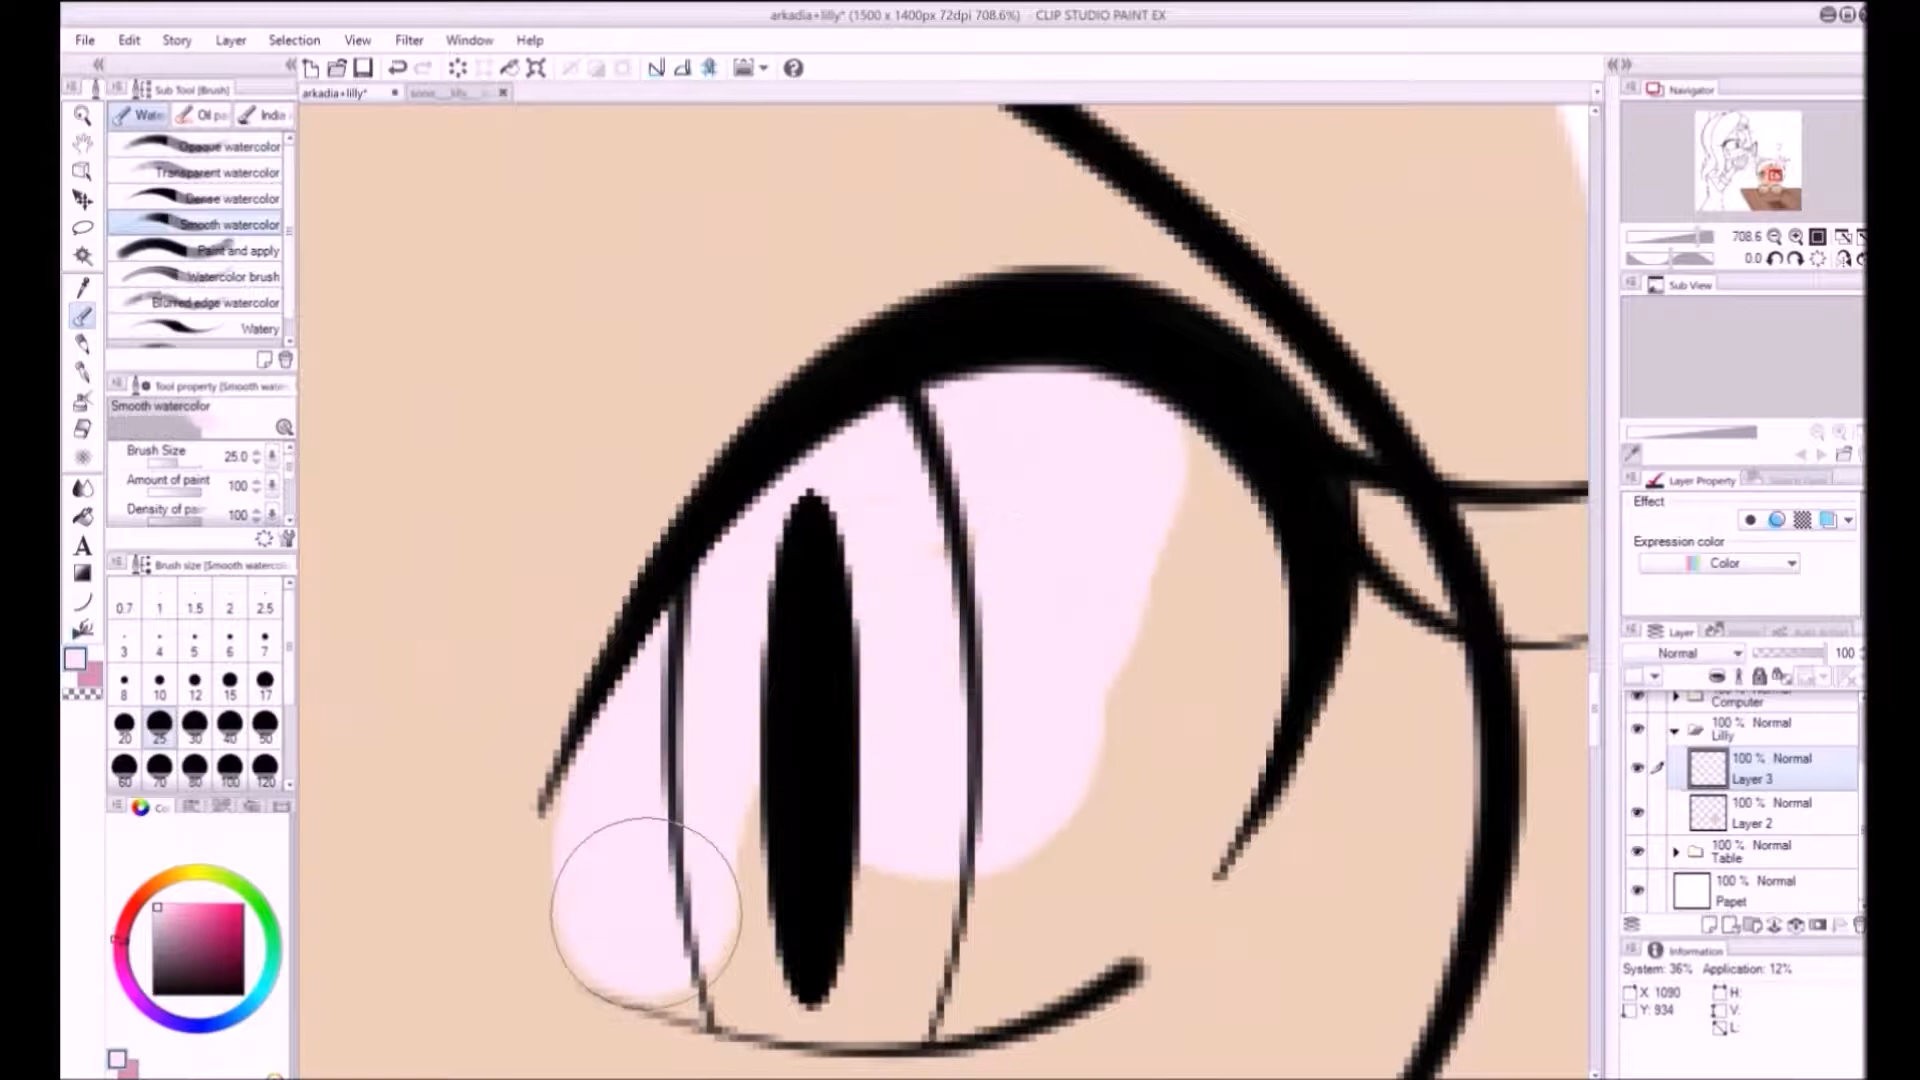 arkadia+lilly* (1500 x 1400px 72dpi 708.6%) - CLIP STUDIO PAINT EX
File Edit Story Layer Selection View Filter Window Help
Sub Tool [Brush]
arkadia+lilly*
Navigator
Wate Oil pa India
Opaque watercolor
Transparent watercolor
Dense watercolor
Smooth watercolor
Paint and apply
Watercolor brush
Blurred edge watercolor
Watery
708.6
0.0
Sub View
Tool property [Smooth wate
Smooth watercolor
Brush Size 25.0
Amount of paint 100
Density of pai 100
Layer Property
Effect
Expression color
Color
Brush size [Smooth watercol
0.7 1 1.5 2 2.5
3 4 5 6 7
8 10 12 15 17
20 25 30 40 50
60 70 80 100 120
Layer
Normal 100
100 % Normal
Computer
100 % Normal
Lilly
100 % Normal
Layer 3
100 % Normal
Layer 2
100 % Normal
Table
100 % Normal
Paper
Co
Information
System: 36% Application: 12%
X: 1090 H:
Y: 934 V:
L:
A